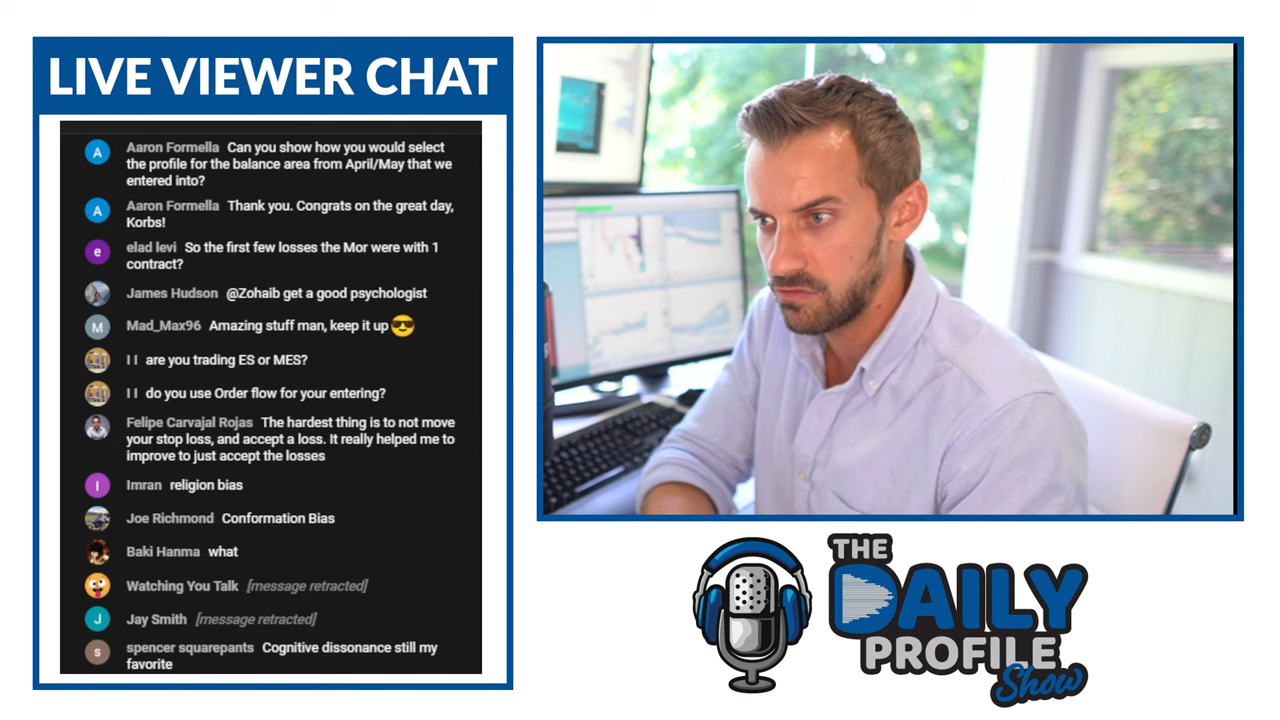 LIVE VIEWER CHAT
A Aaron Formella Can you show how you would select
the profile for the balance area from April/May that we
entered into?
A Aaron Formella Thank you. Congrats on the great day,
Korbs!
e elad levi So the first few losses the Mor were with 1
contract?
James Hudson @Zohaib get a good psychologist
M Mad_Max96 Amazing stuff man, keep it up 😎
I I are you trading ES or MES?
I I do you use Order flow for your entering?
Felipe Carvajal Rojas The hardest thing is to not move
your stop loss, and accept a loss. It really helped me to
improve to just accept the losses
I Imran religion bias
Joe Richmond Conformation Bias
Baki Hanma what
Watching You Talk [message retracted]
J Jay Smith [message retracted]
s spencer squarepants Cognitive dissonance still my
favorite
THE
DAILY
PROFILE
Show